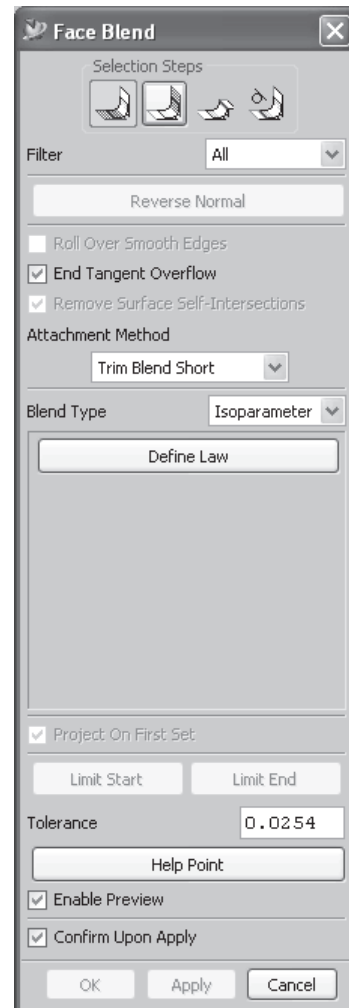 Face Blend
Selection Steps
Filter All
Reverse Normal
Roll Over Smooth Edges
End Tangent Overflow
Remove Surface Self-Intersections
Attachment Method
Trim Blend Short
Blend Type Isoparameter
Define Law
Project On First Set
Limit Start Limit End
Tolerance 0.0254
Help Point
Enable Preview
Confirm Upon Apply
OK Apply Cancel